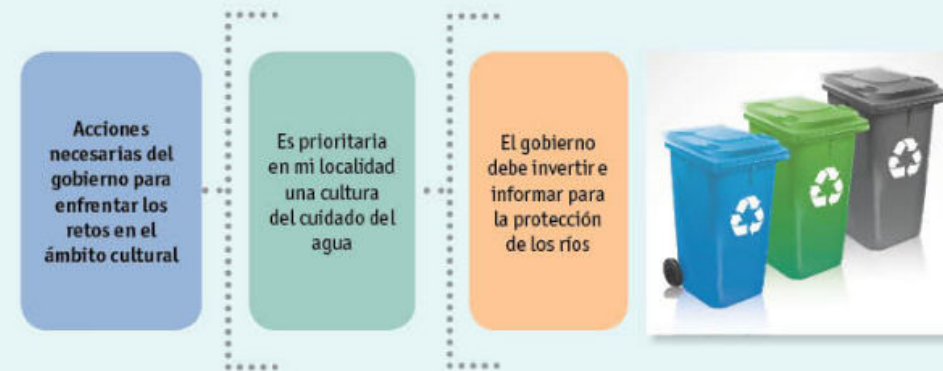 Acciones
necesarias del
gobierno para
enfrentar los
retos en el
ámbito cultural
Es prioritaria
en mi localidad
una cultura
del cuidado del
agua
El gobierno
debe invertir e
informar para
la protección
de los ríos